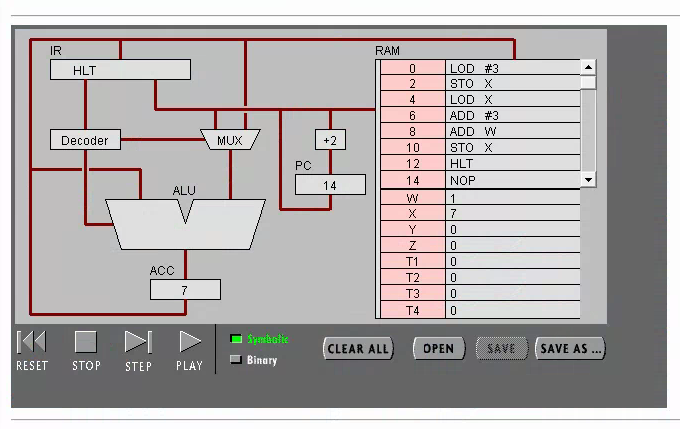 IR
RAM
HLT
0 LOD #3
2 STO X
4 LOD X
6 ADD #3
8 ADD W
10 STO X
12 HLT
14 NOP
W 1
X 7
Y 0
Z 0
T1 0
T2 0
T3 0
T4 0
Decoder
MUX
+2
PC
14
ALU
ACC
7
RESET
STOP
STEP
PLAY
Symbolic
Binary
CLEAR ALL
OPEN
SAVE
SAVE AS ...